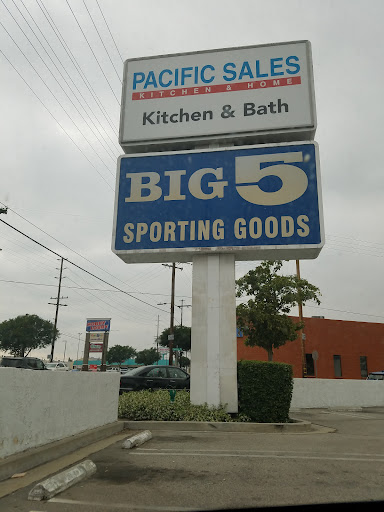 PACIFIC SALES
KITCHEN & HOME
Kitchen & Bath
BIG 5
SPORTING GOODS